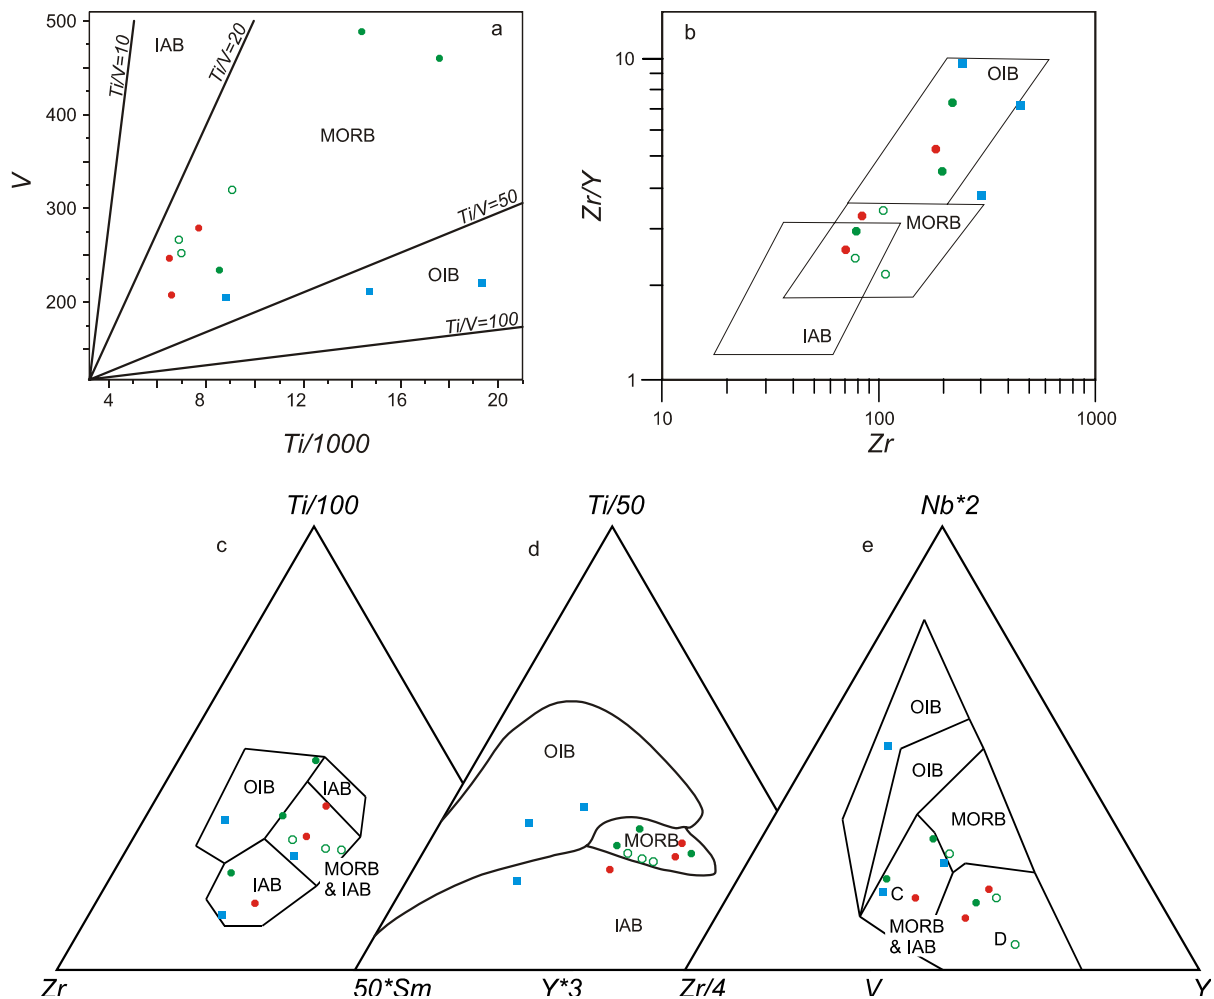 500
400
300
200
V
4
8
12
16
20
Ti/1000
a
IAB
Ti/V=10
Ti/V=20
MORB
Ti/V=50
OIB
Ti/V=100
b
10
1
Zr/Y
OIB
MORB
IAB
10
100
1000
Zr
Ti/100
c
OIB
IAB
IAB
MORB
& IAB
Zr
50*Sm
Ti/50
d
OIB
MORB
IAB
Y*3
Zr/4
Nb*2
e
OIB
OIB
MORB
C
MORB
& IAB
D
V
Y